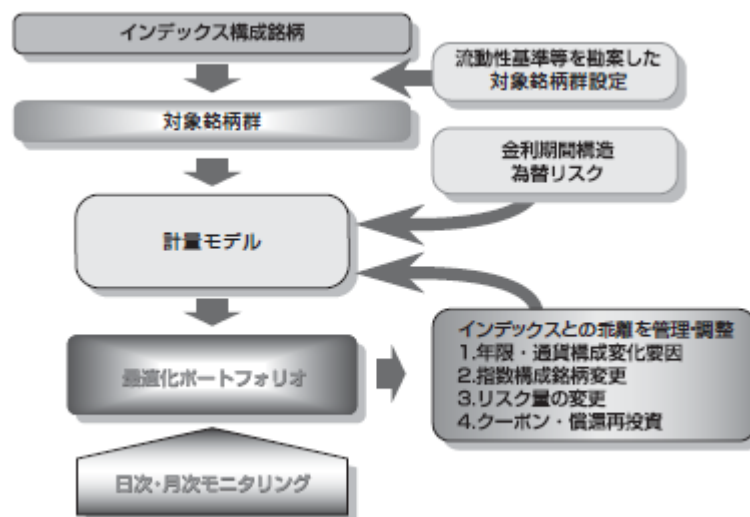 インデックス構成銘柄
流動性基準等を勘案した
対象銘柄群設定
対象銘柄群
金利期間構造
為替リスク
計量モデル
インデックスとの乖離を管理・調整
1.年限・通貨構成変化要因
2.指数構成銘柄変更
3.リスク量の変更
4.クーポン・償還再投資
最適化ポートフォリオ
日次・月次モニタリング